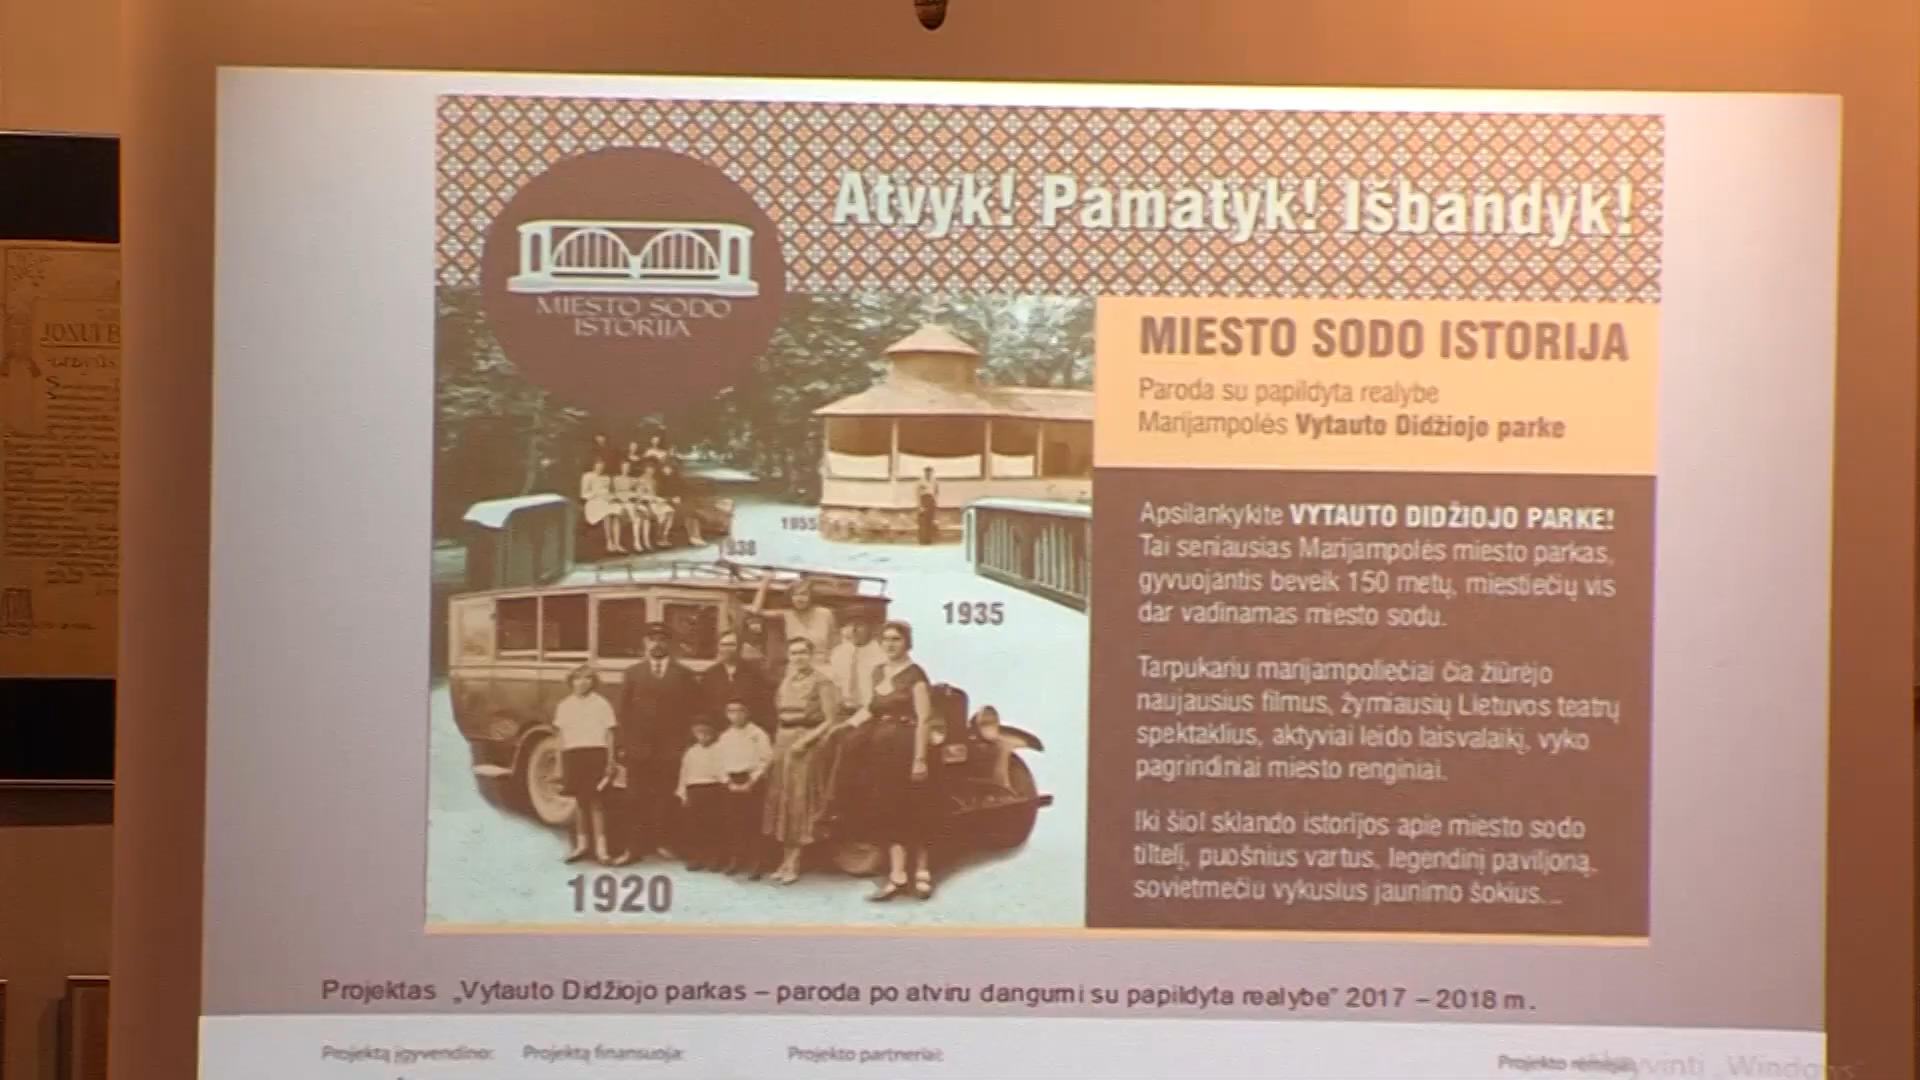 Atvyk! Pamatyk! Išbandyk!
MIESTO SODO
ISTORIJA
MIESTO SODO ISTORIJA
Paroda su papildyta realybe
Marijampolės Vytauto Didžiojo parke
1955
1938
1935
1920
Apsilankykite VYTAUTO DIDŽIOJO PARKE!
Tai seniausias Marijampolės miesto parkas,
gyvuojantis beveik 150 metų, miestiečių vis
dar vadinamas miesto sodu.
Tarpukariu marijampoliečiai čia žiūrėjo
naujausius filmus, žymiausių Lietuvos teatrų
spektaklius, aktyviai leido laisvalaikį, vyko
pagrindiniai miesto renginiai.
Iki šiol sklando istorijos apie miesto sodo
tiltelį, puošnius vartus, legendinį paviljoną,
sovietmečiu vykusius jaunimo šokius...
Projektas „Vytauto Didžiojo parkas – paroda po atviru dangumi su papildyta realybe" 2017 – 2018 m.
Projektą įgyvendino: Projektą finansuoja: Projekto partneriai: Projekto